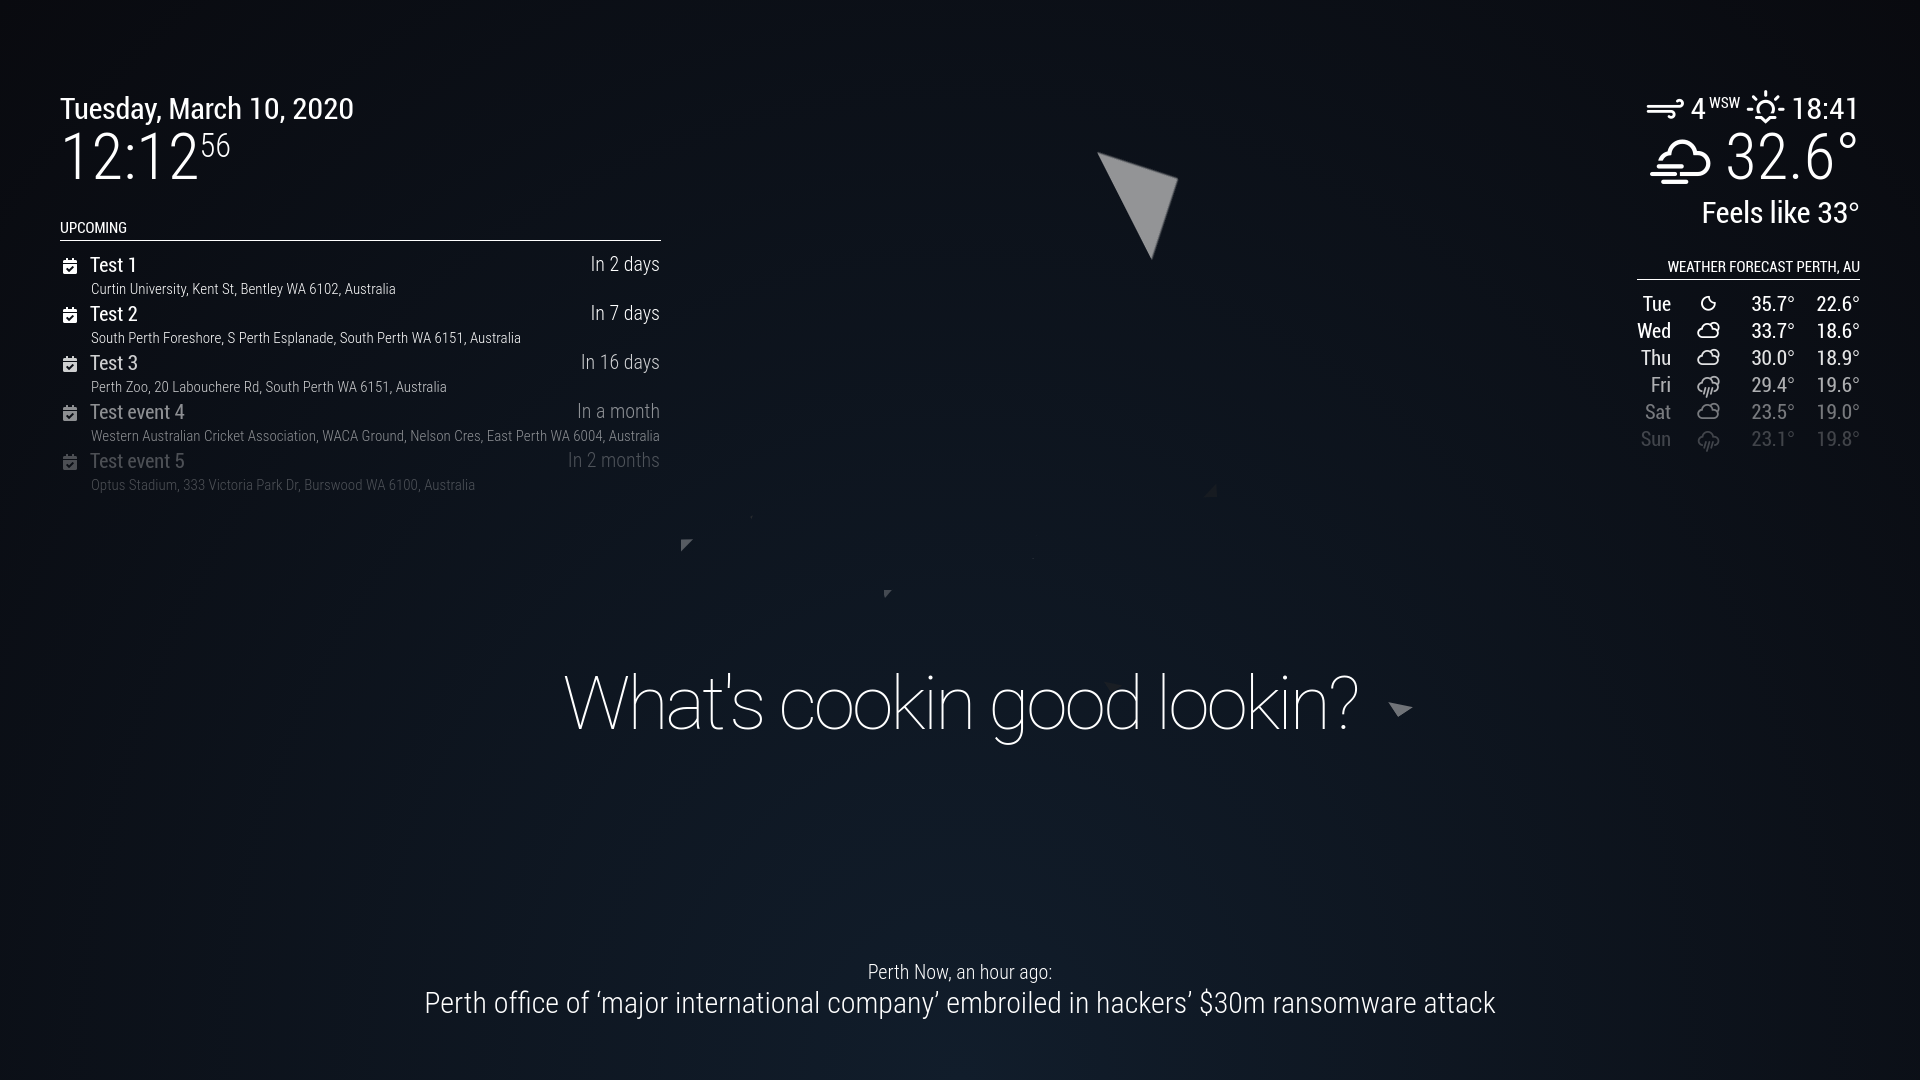 Tuesday, March 10, 2020
12:12 56
UPCOMING
Test 1 In 2 days
Curtin University, Kent St, Bentley WA 6102, Australia
Test 2 In 7 days
South Perth Foreshore, S Perth Esplanade, South Perth WA 6151, Australia
Test 3 In 16 days
Perth Zoo, 20 Labouchere Rd, South Perth WA 6151, Australia
Test event 4 In a month
Western Australian Cricket Association, WACA Ground, Nelson Cres, East Perth WA 6004, Australia
Test event 5 In 2 months
Optus Stadium, 333 Victoria Park Dr, Burswood WA 6100, Australia
4 WSW 18:41
32.6°
Feels like 33°
WEATHER FORECAST PERTH, AU
Tue 35.7° 22.6°
Wed 33.7° 18.6°
Thu 30.0° 18.9°
Fri 29.4° 19.6°
Sat 23.5° 19.0°
Sun 23.1° 19.8°
What's cookin good lookin?
Perth Now, an hour ago:
Perth office of ‘major international company’ embroiled in hackers’ $30m ransomware attack